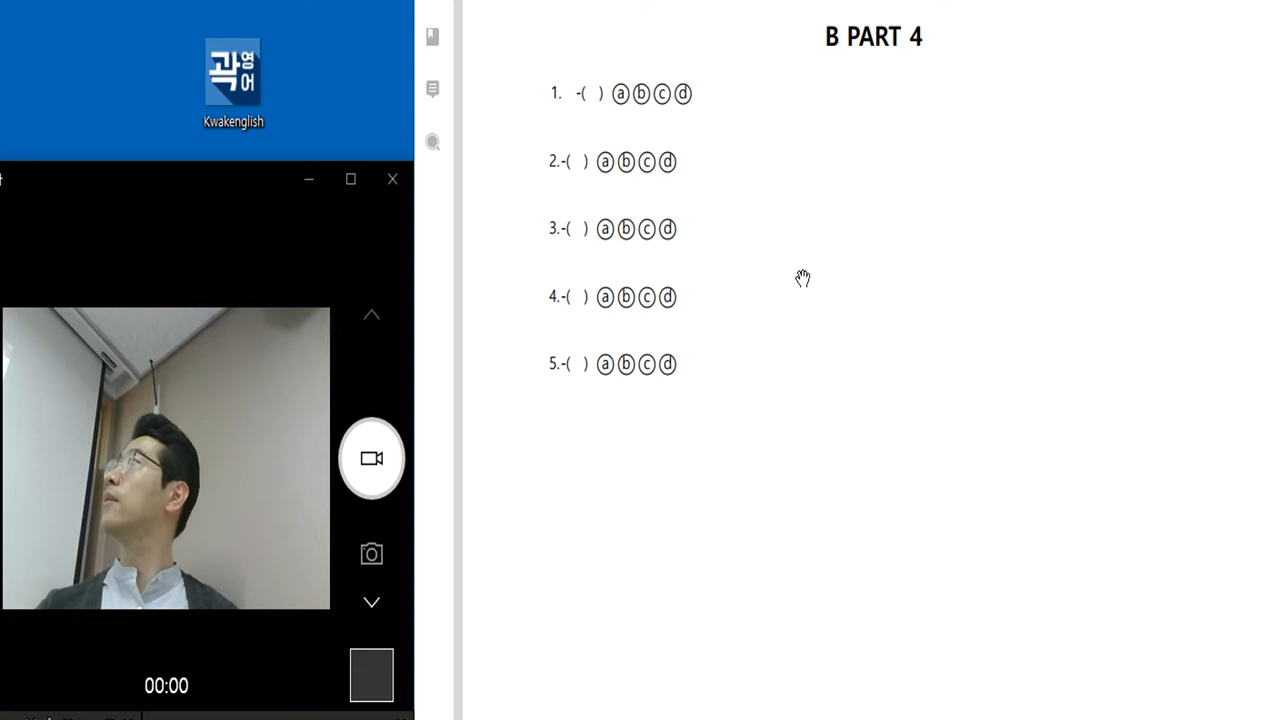 곽영어
Kwakenglish
00:00
B PART 4
1. -( ) ⓐⓑⓒⓓ
2.-( ) ⓐⓑⓒⓓ
3.-( ) ⓐⓑⓒⓓ
4.-( ) ⓐⓑⓒⓓ
5.-( ) ⓐⓑⓒⓓ